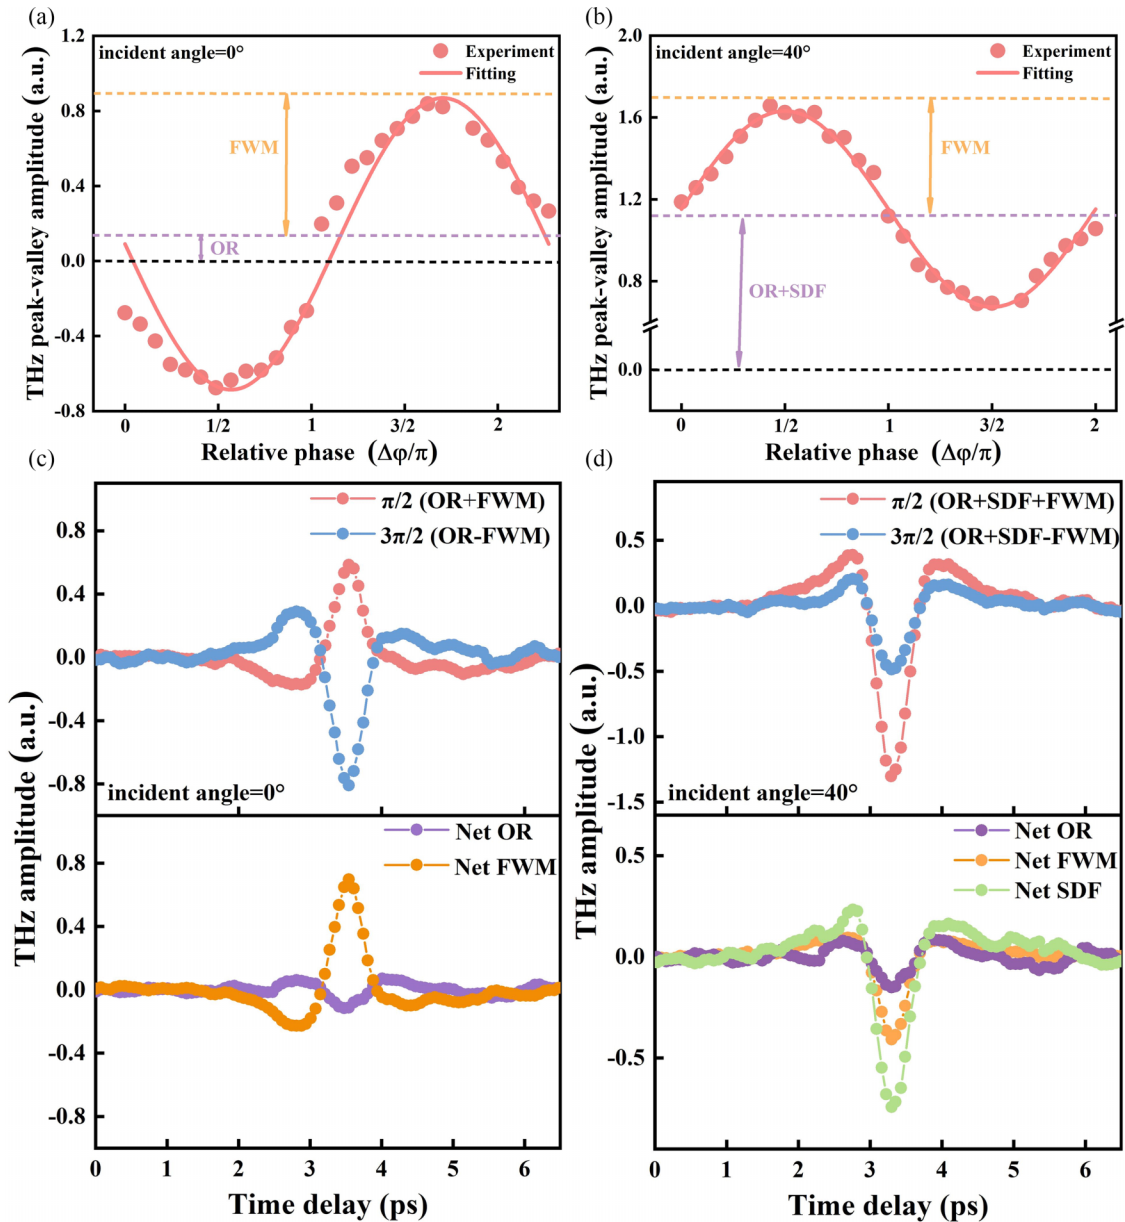 (a)
THz peak-valley amplitude (a.u.)
1.2
0.8
0.4
0.0
-0.4
-0.8
incident angle=0°
Experiment
Fitting
FWM
OR
0
1/2
1
3/2
2
Relative phase (Δφ/π)
(b)
THz peak-valley amplitude (a.u.)
2.0
1.6
1.2
0.8
0.0
incident angle=40°
Experiment
Fitting
FWM
OR+SDF
0
1/2
1
3/2
2
Relative phase (Δφ/π)
(c)
THz amplitude (a.u.)
0.8
0.4
0.0
-0.4
-0.8
π/2 (OR+FWM)
3π/2 (OR-FWM)
incident angle=0°
0.8
0.4
0.0
-0.4
-0.8
Net OR
Net FWM
0
1
2
3
4
5
6
Time delay (ps)
(d)
THz amplitude (a.u.)
0.5
0.0
-0.5
-1.0
-1.5
π/2 (OR+SDF+FWM)
3π/2 (OR+SDF-FWM)
incident angle=40°
0.5
0.0
-0.5
Net OR
Net FWM
Net SDF
0
1
2
3
4
5
6
Time delay (ps)